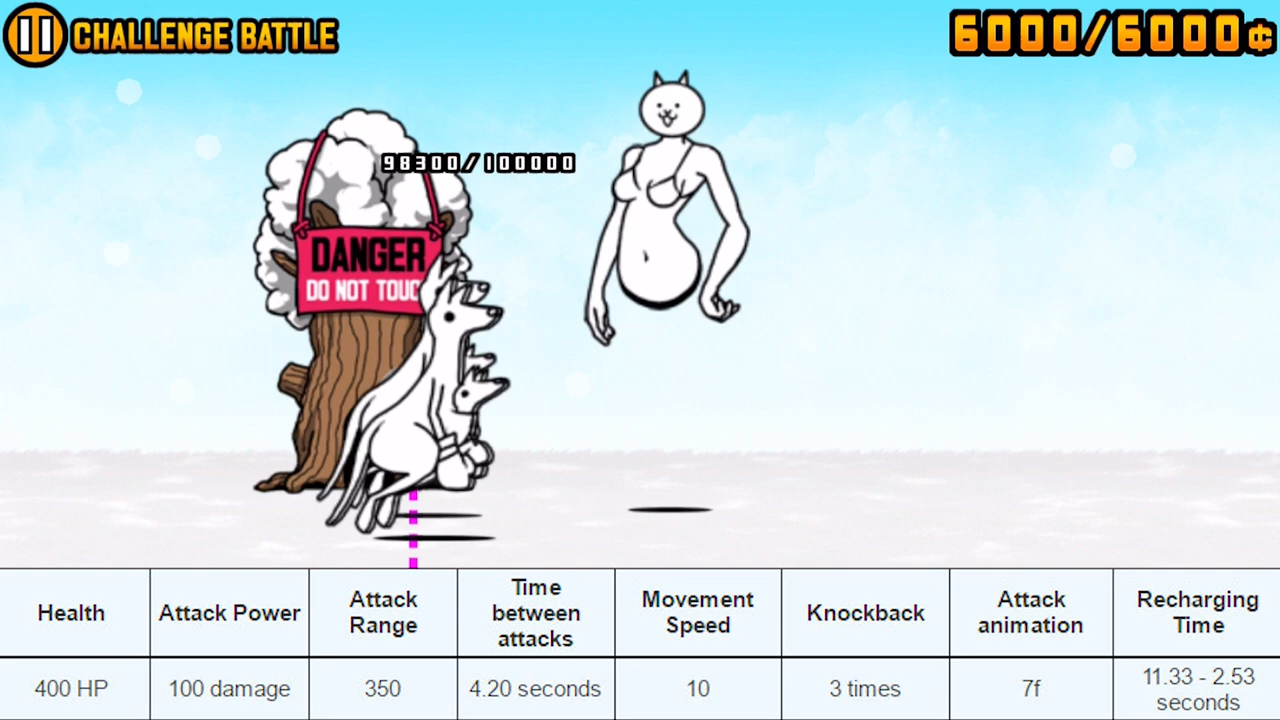 CHALLENGE BATTLE
6000/6000¢
98300/100000
DANGER
DO NOT TOUC
Health Attack Power Attack Range Time between attacks Movement Speed Knockback Attack animation Recharging Time
400 HP 100 damage 350 4.20 seconds 10 3 times 7f 11.33 - 2.53 seconds